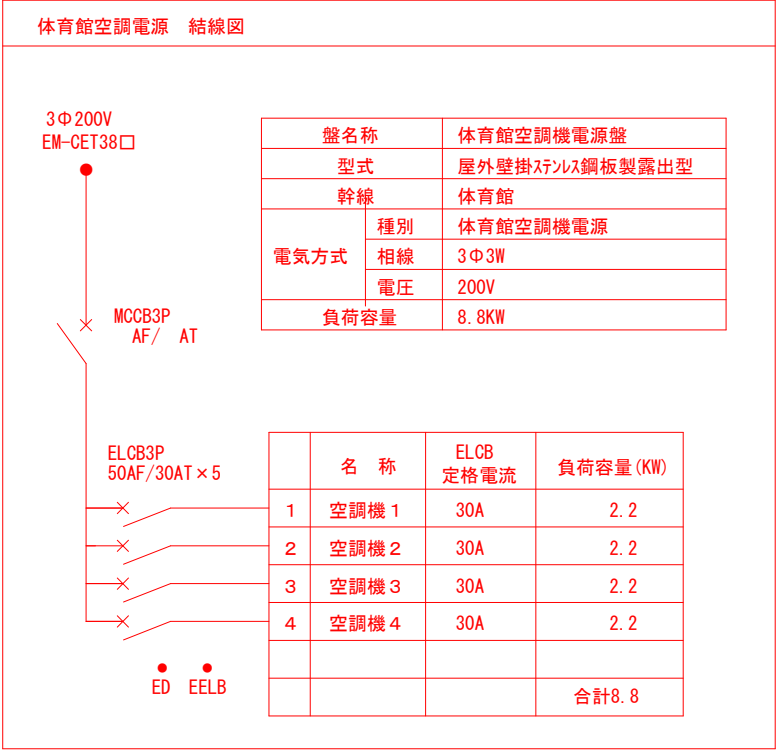 体育館空調電源　結線図
3Φ200V
EM-CET38□
盤名称 体育館空調機電源盤
型式 屋外壁掛ｽﾃﾝﾚｽ鋼板製露出型
幹線 体育館
電気方式 種別 体育館空調機電源
相線 3Φ3W
電圧 200V
負荷容量 8.8KW
MCCB3P
AF/　AT
ELCB3P
50AF/30AT×5
名　称 ELCB
定格電流 負荷容量(KW)
1 空調機１ 30A 2.2
2 空調機２ 30A 2.2
3 空調機３ 30A 2.2
4 空調機４ 30A 2.2
合計8.8
ED EELB